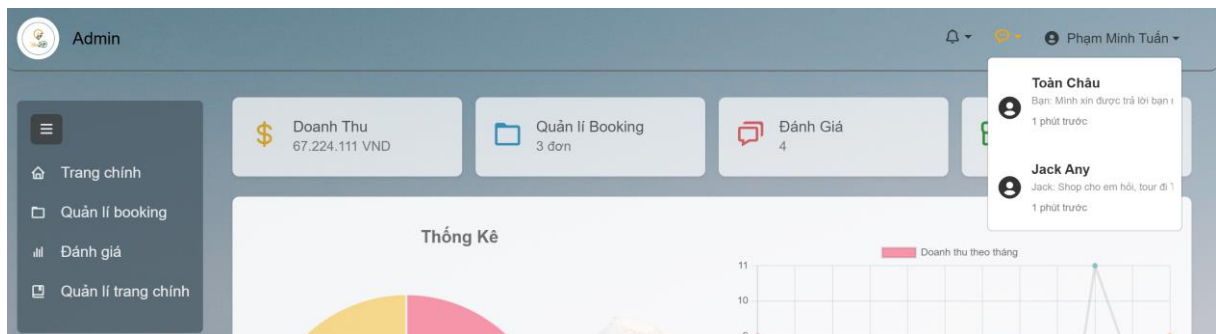 Admin
Phạm Minh Tuấn
Toàn Châu
Bạn: Mình xin được trả lời bạn
1 phút trước
Jack Any
Jack: Shop cho em hỏi, tour đi
1 phút trước
Doanh Thu
67.224.111 VND
Quản lí Booking
3 đơn
Đánh Giá
4
Trang chính
Quản lí booking
Đánh giá
Quản lí trang chính
Thống Kê
Doanh thu theo tháng
11
10